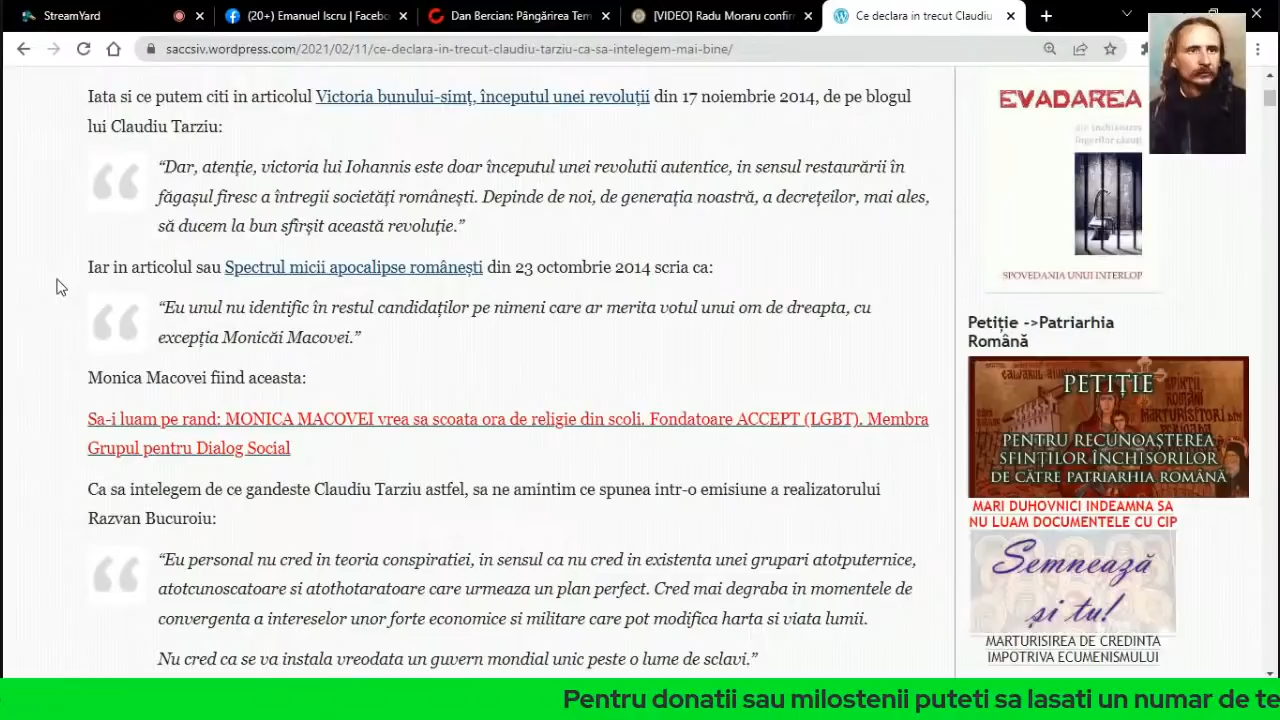 StreamYard
(20+) Emanuel Iscru | Facebo
Dan Bercian: Pângărirea Tem
[VIDEO] Radu Moraru confirm
Ce declara in trecut Claudiu
saccsiv.wordpress.com/2021/02/11/ce-declara-in-trecut-claudiu-tarziu-ca-sa-intelegem-mai-bine/
Iata si ce putem citi in articolul Victoria bunului-simț, începutul unei revoluții din 17 noiembrie 2014, de pe blogul
lui Claudiu Tarziu:
“Dar, atenție, victoria lui Iohannis este doar începutul unei revolutii autentice, in sensul restaurării în
făgașul firesc a întregii societăți românești. Depinde de noi, de generația noastră, a decrețeilor, mai ales,
să ducem la bun sfîrșit această revoluție.”
Iar in articolul sau Spectrul micii apocalipse românești din 23 octombrie 2014 scria ca:
“Eu unul nu identific în restul candidaților pe nimeni care ar merita votul unui om de dreapta, cu
excepția Monicăi Macovei.”
Monica Macovei fiind aceasta:
Sa-i luam pe rand: MONICA MACOVEI vrea sa scoata ora de religie din scoli. Fondatoare ACCEPT (LGBT). Membra
Grupul pentru Dialog Social
Ca sa intelegem de ce gandeste Claudiu Tarziu astfel, sa ne amintim ce spunea intr-o emisiune a realizatorului
Razvan Bucuroiu:
“Eu personal nu cred in teoria conspiratiei, in sensul ca nu cred in existenta unei grupari atotputernice,
atotcunoscatoare si atothotaratoare care urmeaza un plan perfect. Cred mai degraba in momentele de
convergenta a intereselor unor forte economice si militare care pot modifica harta si viata lumii.
Nu cred ca se va instala vreodata un guvern mondial unic peste o lume de sclavi.”
EVADAREA
din închisoarea
îngerilor căzuți
SPOVEDANIA UNUI INTERLOP
Petiție ->Patriarhia
Română
PETIȚIE
PENTRU RECUNOAȘTEREA
SFINȚILOR ÎNCHISORILOR
DE CĂTRE PATRIARHIA ROMÂNĂ
MARI DUHOVNICI INDEAMNA SA
NU LUAM DOCUMENTELE CU CIP
Semnează
și tu!
MARTURISIREA DE CREDINTA
IMPOTRIVA ECUMENISMULUI
Pentru donatii sau milostenii puteti sa lasati un numar de te